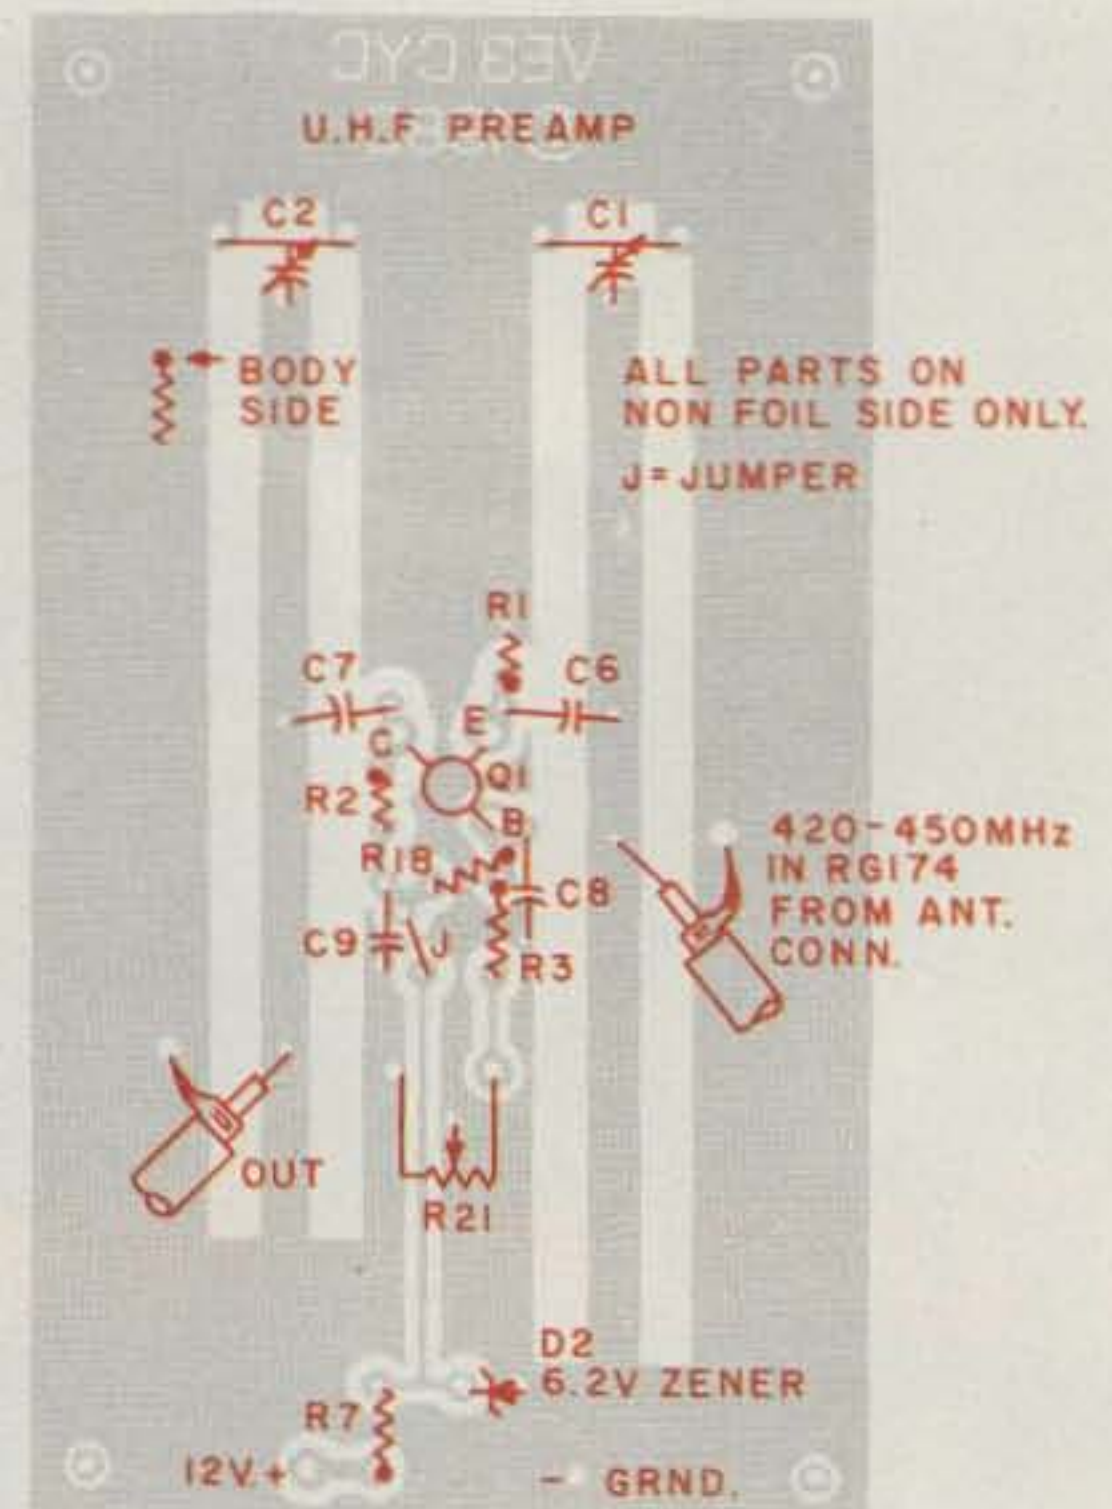 VE8 CYC
U.H.F. PREAMP
C2
C1
BODY
SIDE
ALL PARTS ON
NON FOIL SIDE ONLY.
J = JUMPER
R1
C7
C6
C
E
R2
Q1
B
R18
C8
C9
J
R3
420-450MHz
IN RG174
FROM ANT.
CONN.
OUT
R21
D2
6.2V ZENER
R7
12V. +
- GRND.